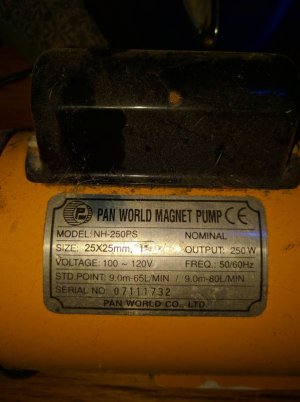 PAN WORLD MAGNET PUMP CE
MODEL: NH-250PS NOMINAL
SIZE: 25X25mm, OUTPUT: 250W
VOLTAGE: 100 ~ 120V FREQ.: 50/60Hz
STD.POINT: 9.0m-65L/MIN / 9.0m-80L/MIN
SERIAL NO: 07111732
PAN WORLD CO., LTD.